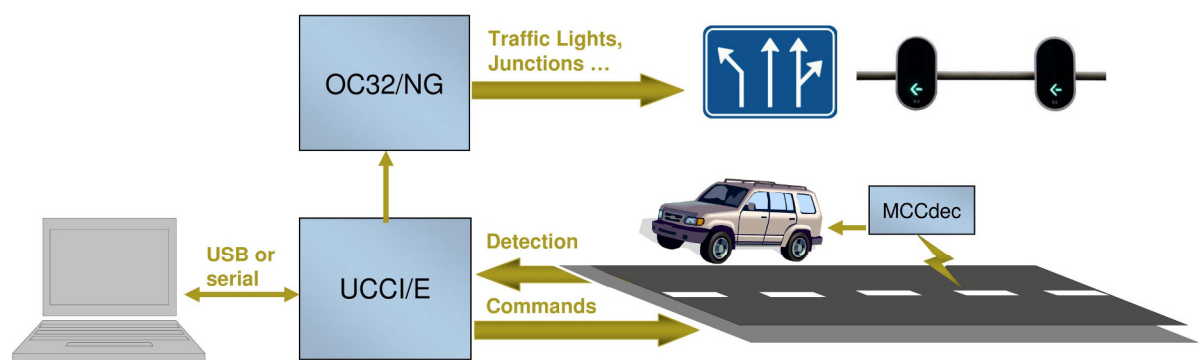 Traffic Lights,
Junctions ...
OC32/NG
MCCdec
USB or
serial
Detection
UCCI/E
Commands